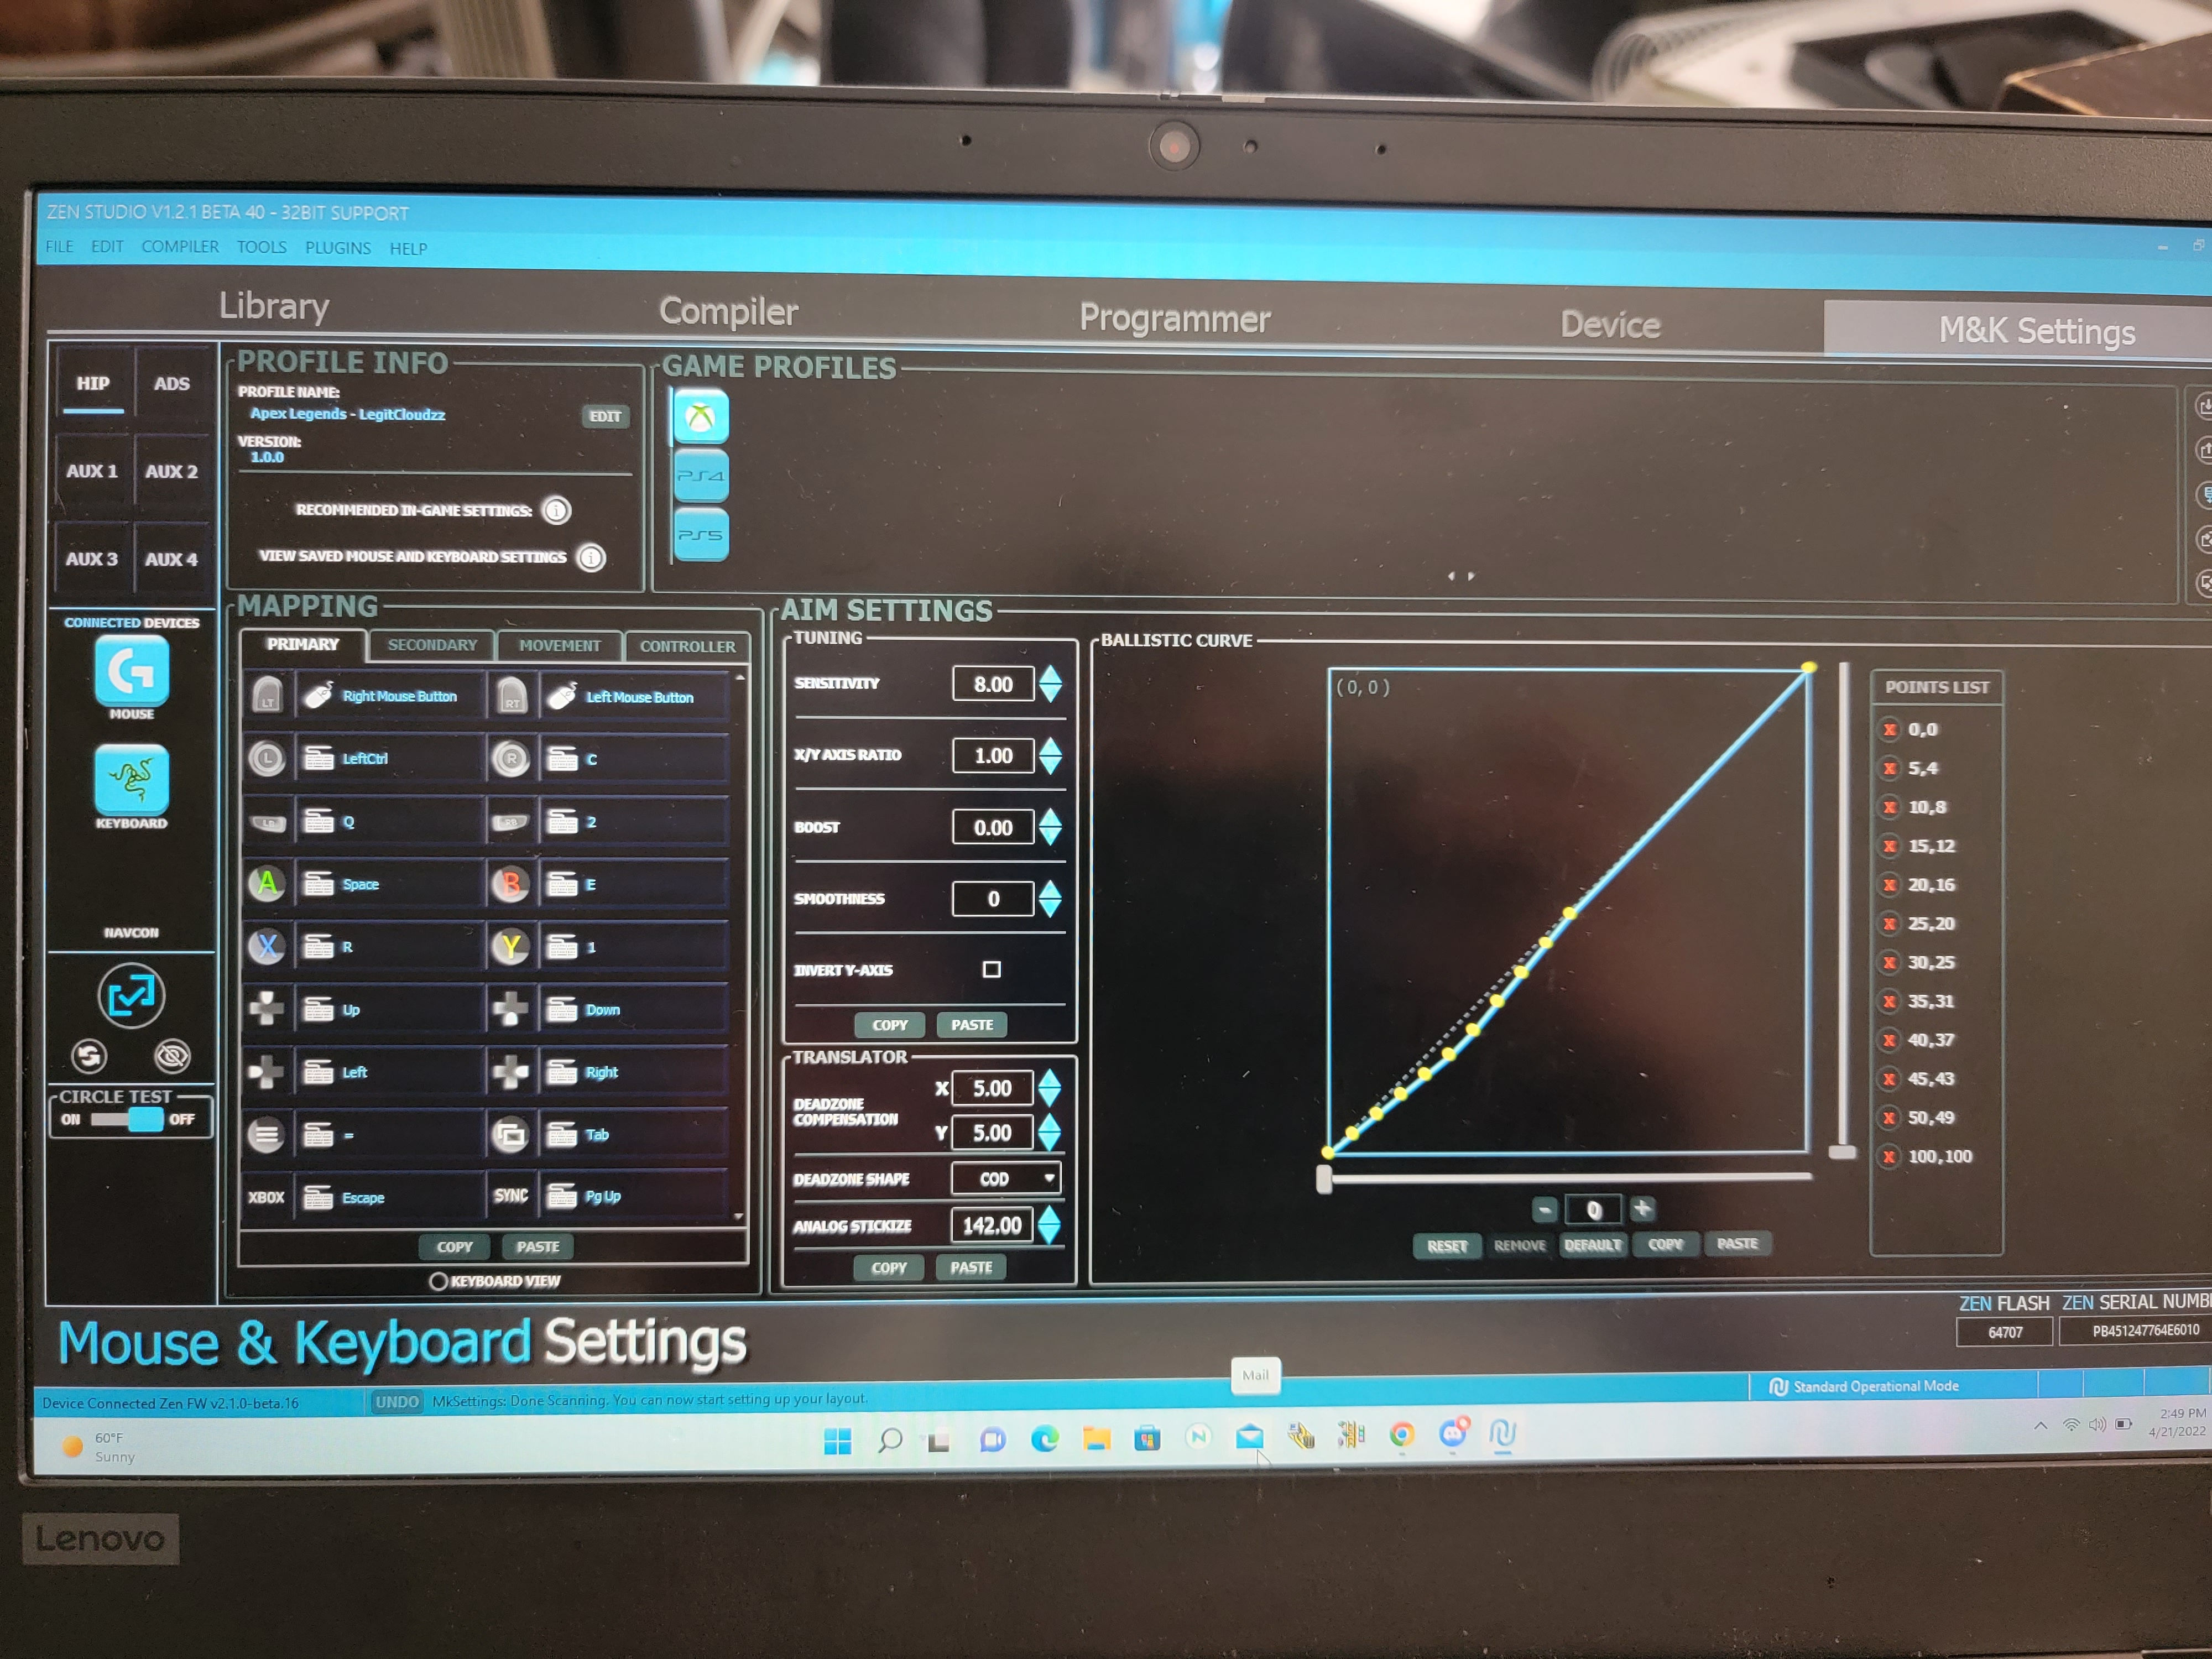 ZEN STUDIO V1.2.1 BETA 40 - 32BIT SUPPORT
FILE EDIT COMPILER TOOLS PLUGINS HELP
Library Compiler Programmer Device M&K Settings
HIP ADS
AUX 1 AUX 2
AUX 3 AUX 4
PROFILE INFO
PROFILE NAME:
Apex Legends - LegitCloudzz EDIT
VERSION:
1.0.0
RECOMMENDED IN-GAME SETTINGS:
VIEW SAVED MOUSE AND KEYBOARD SETTINGS
GAME PROFILES
PS4
PS5
CONNECTED DEVICES
MOUSE
KEYBOARD
NAVCON
CIRCLE TEST
ON OFF
MAPPING
PRIMARY SECONDARY MOVEMENT CONTROLLER
LT Right Mouse Button RT Left Mouse Button
L LeftCtrl R C
LB Q RB 2
A Space B E
X R Y 1
Up Down
Left Right
= Tab
XBOX Escape SYNC Pg Up
COPY PASTE
KEYBOARD VIEW
AIM SETTINGS
TUNING
SENSITIVITY 8.00
X/Y AXIS RATIO 1.00
BOOST 0.00
SMOOTHNESS 0
INVERT Y-AXIS
COPY PASTE
TRANSLATOR
DEADZONE COMPENSATION X 5.00
Y 5.00
DEADZONE SHAPE COD
ANALOG STICKIZE 142.00
COPY PASTE
BALLISTIC CURVE
(0,0)
- 0 +
RESET REMOVE DEFAULT COPY PASTE
POINTS LIST
X 0,0
X 5,4
X 10,8
X 15,12
X 20,16
X 25,20
X 30,25
X 35,31
X 40,37
X 45,43
X 50,49
X 100,100
Mouse & Keyboard Settings
ZEN FLASH ZEN SERIAL NUMB
64707 PB451247764E6010
Mail
Device Connected Zen FW v2.1.0-beta.16 UNDO MkSettings: Done Scanning. You can now start setting up your layout. Standard Operational Mode
60°F
Sunny
2:49 PM
4/21/2022
Lenovo